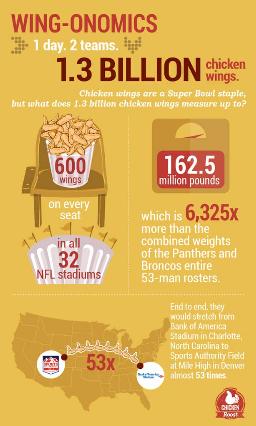 WING-ONOMICS
1 day. 2 teams.
1.3 BILLION chicken wings.
Chicken wings are a Super Bowl staple,
but what does 1.3 billion chicken wings measure up to?
600
wings
on every
seat
in all
32
NFL stadiums
162.5
million pounds
which is 6,325x
more than the
combined weights
of the Panthers and
Broncos entire
53-man rosters.
End to end, they
would stretch from
Bank of America
Stadium in Charlotte,
North Carolina to
Sports Authority Field
at Mile High in Denver
almost 53 times.
53x
SPORTS
CHICKEN
Roost